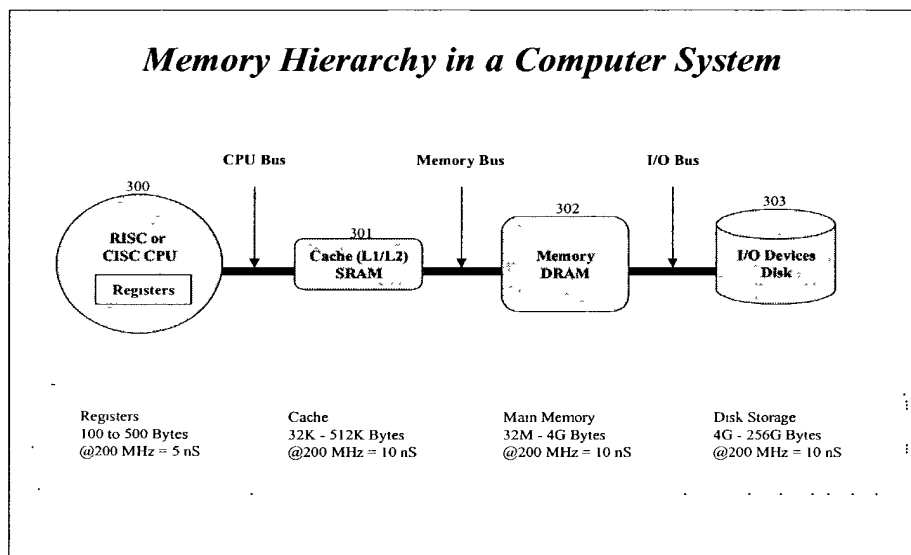 Memory Hierarchy in a Computer System
CPU Bus
Memory Bus
I/O Bus
300
RISC or
CISC CPU
Registers
301
Cache (L1/L2)
SRAM
302
Memory
DRAM
303
I/O Devices
Disk
Registers
100 to 500 Bytes
@200 MHz = 5 nS
Cache
32K - 512K Bytes
@200 MHz = 10 nS
Main Memory
32M - 4G Bytes
@200 MHz = 10 nS
Disk Storage
4G - 256G Bytes
@200 MHz = 10 nS